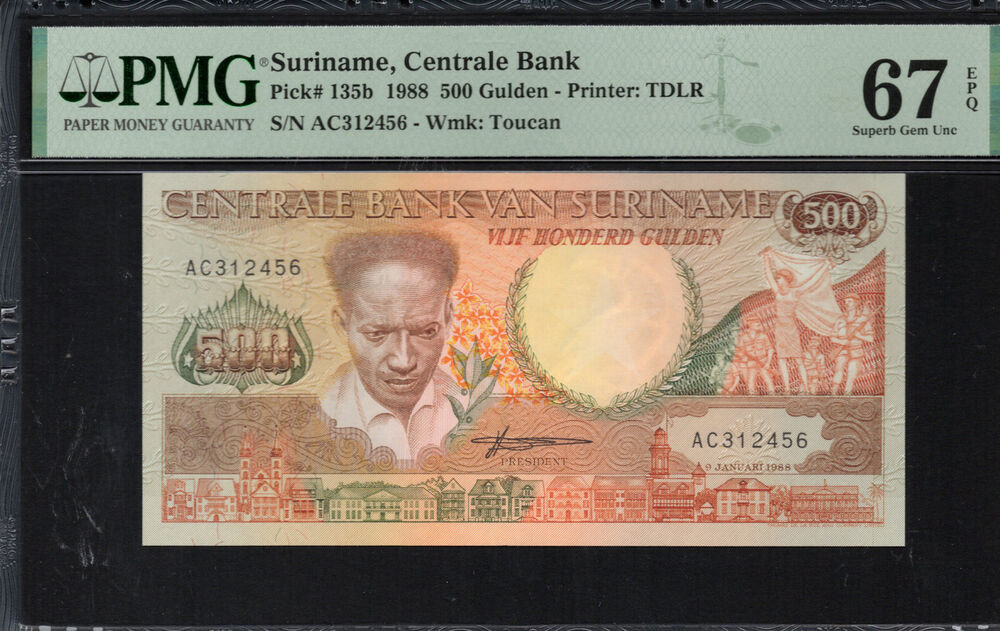 PMG®
PAPER MONEY GUARANTY
Suriname, Centrale Bank
Pick# 135b 1988 500 Gulden - Printer: TDLR
S/N AC312456 - Wmk: Toucan
67 EPQ
Superb Gem Unc
CENTRALE BANK VAN SURINAME
500
VIJF HONDERD GULDEN
AC312456
500
AC312456
PRESIDENT
9 JANUARI 1988